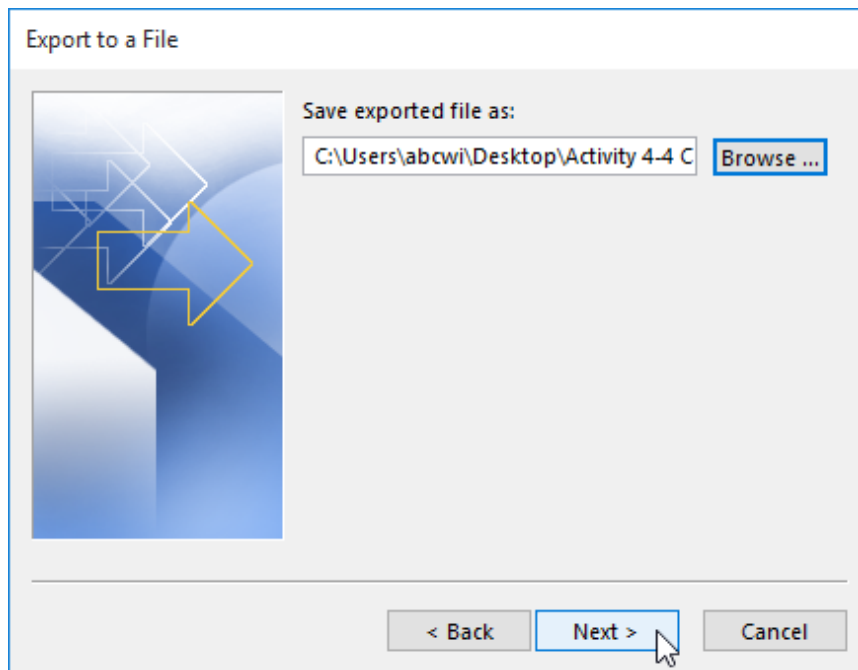 Export to a File
Save exported file as:
C:\Users\abcwi\Desktop\Activity 4-4 C
Browse ...
< Back
Next >
Cancel